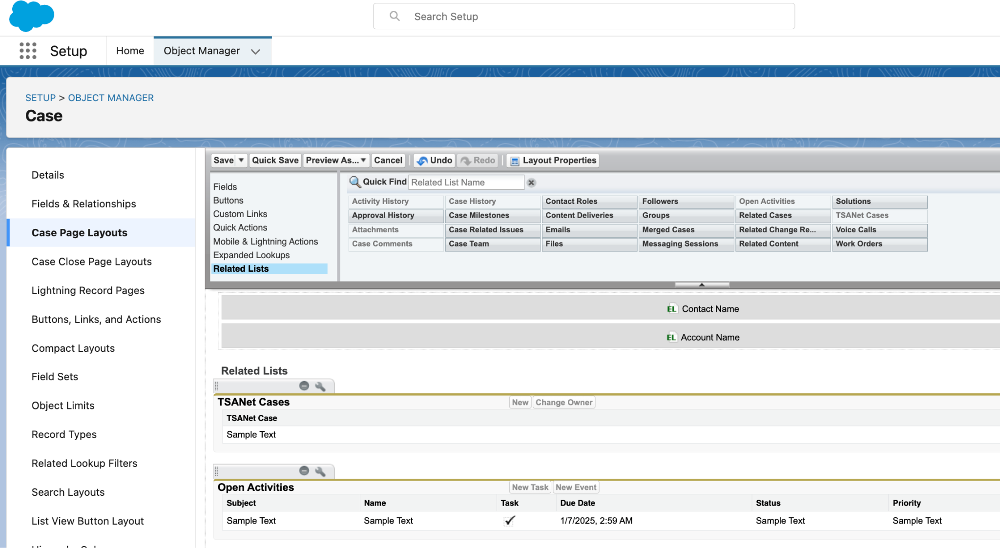 Search Setup
Setup
Home
Object Manager
SETUP > OBJECT MANAGER
Case
Details
Fields & Relationships
Case Page Layouts
Case Close Page Layouts
Lightning Record Pages
Buttons, Links, and Actions
Compact Layouts
Field Sets
Object Limits
Record Types
Related Lookup Filters
Search Layouts
List View Button Layout
Save Quick Save Preview As... Cancel Undo Redo Layout Properties
Fields
Buttons
Custom Links
Quick Actions
Mobile & Lightning Actions
Expanded Lookups
Related Lists
Quick Find Related List Name
Activity History Case History Contact Roles Followers Open Activities Solutions
Approval History Case Milestones Content Deliveries Groups Related Cases TSANet Cases
Attachments Case Related Issues Emails Merged Cases Related Change Re... Voice Calls
Case Comments Case Team Files Messaging Sessions Related Content Work Orders
EL Contact Name
EL Account Name
Related Lists
TSANet Cases New Change Owner
TSANet Case
Sample Text
Open Activities New Task New Event
Subject Name Task Due Date Status Priority
Sample Text Sample Text 1/7/2025, 2:59 AM Sample Text Sample Text